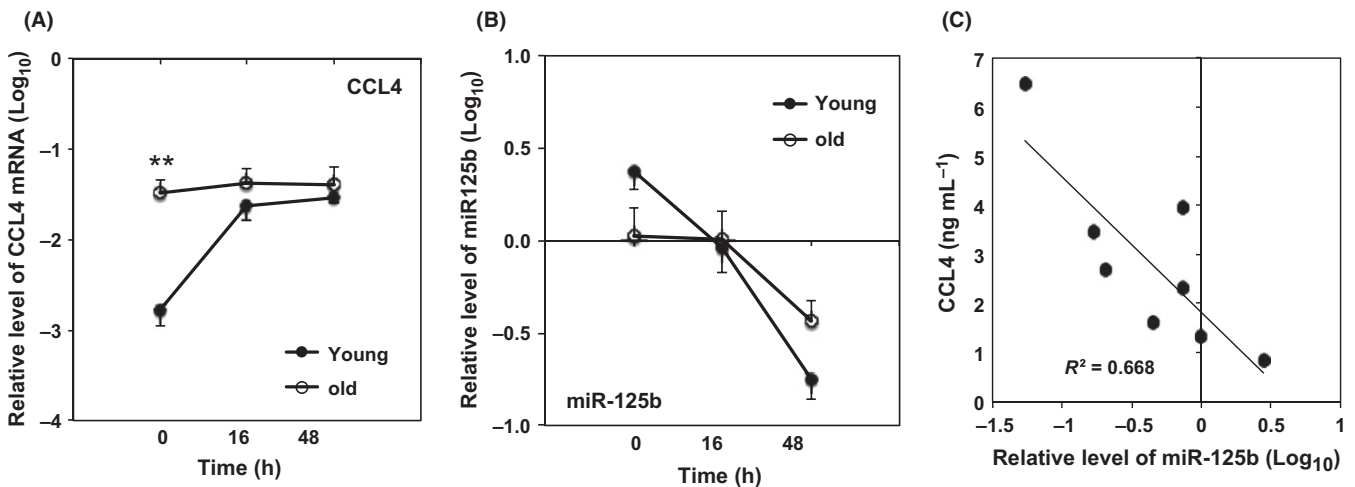 (A)
Relative level of CCL4 mRNA (Log10)
0
–1
–2
–3
–4
CCL4
**
Young
old
0 16 48
Time (h)
(B)
Relative level of miR125b (Log10)
1.0
0.5
0.0
–0.5
–1.0
Young
old
miR-125b
0 16 48
Time (h)
(C)
CCL4 (ng mL–1)
7
6
5
4
3
2
1
0
R2 = 0.668
–1.5 –1 –0.5 0 0.5 1
Relative level of miR-125b (Log10)